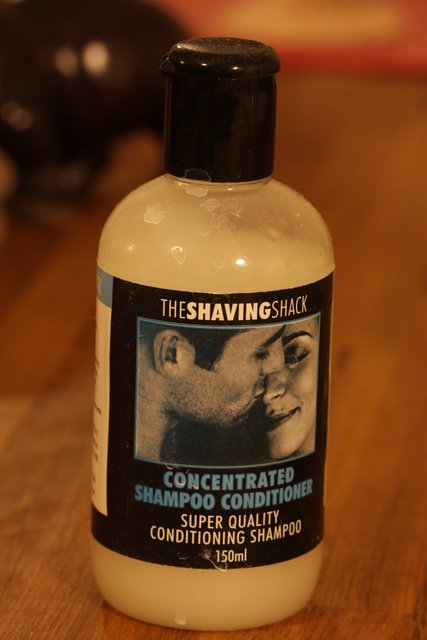 THESHAVINGSHACK
CONCENTRATED
SHAMPOO CONDITIONER
SUPER QUALITY
CONDITIONING SHAMPOO
150ml